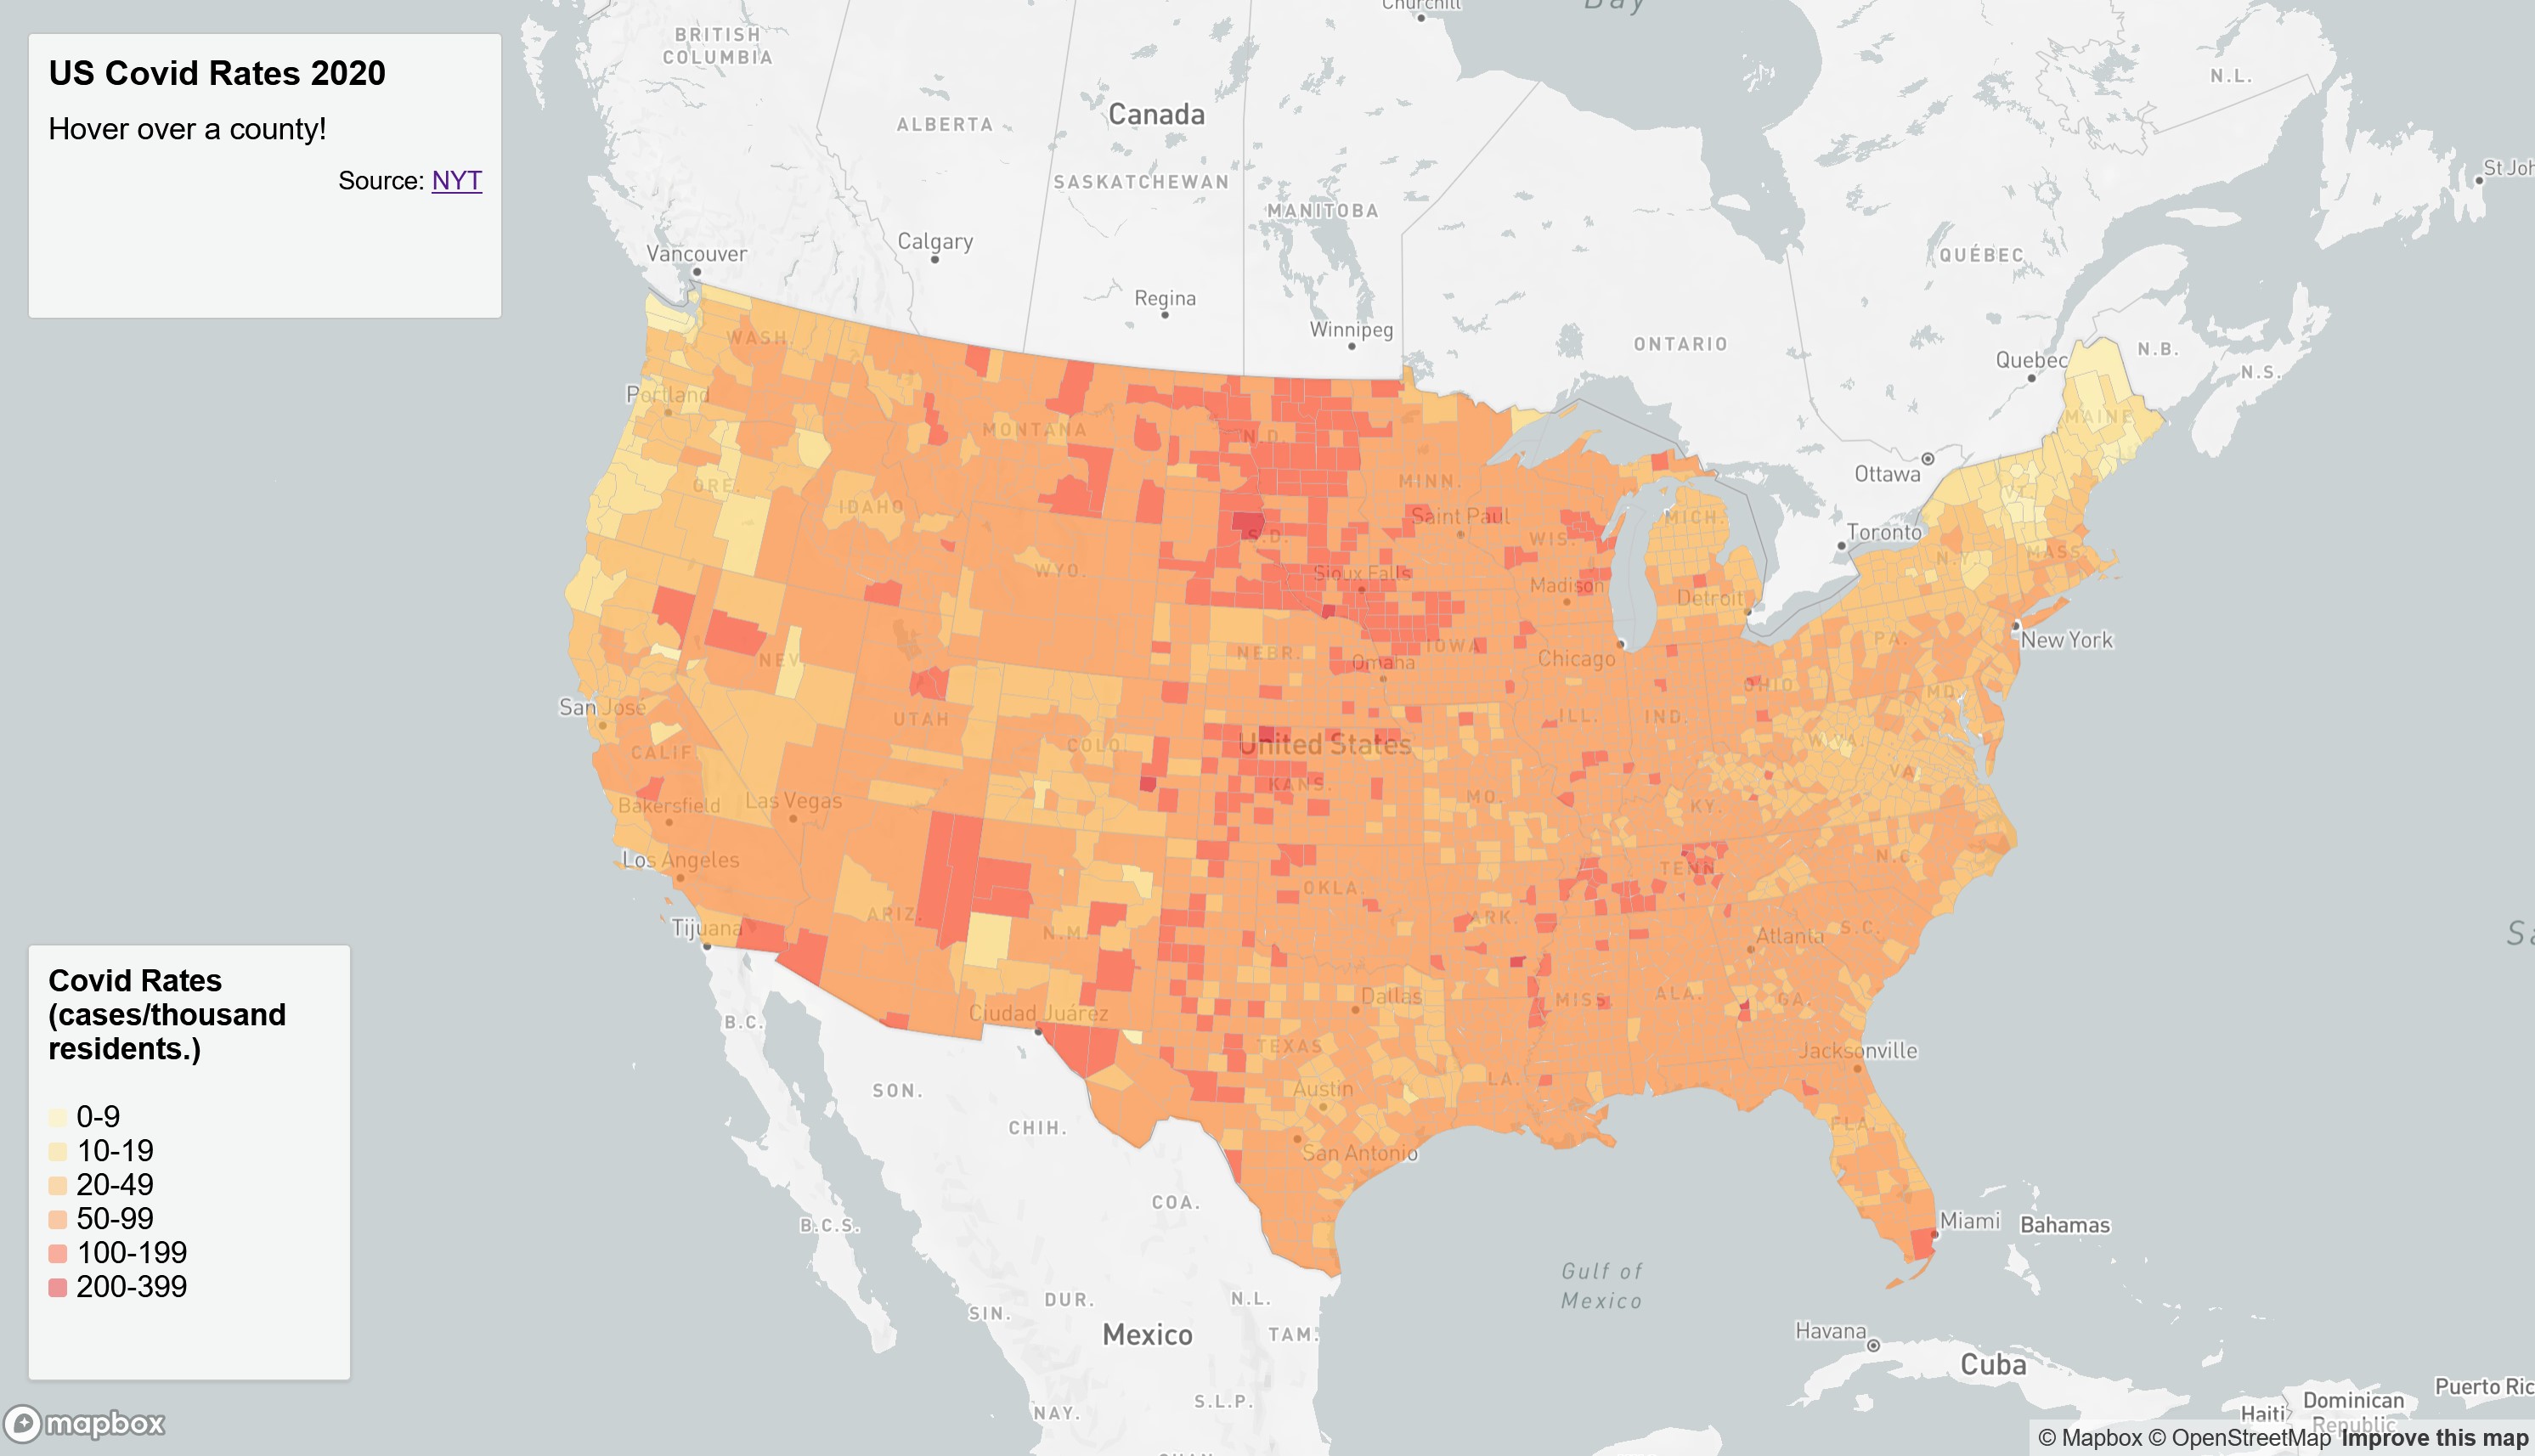 US Covid Rates 2020
Hover over a county!
Source: NYT
Covid Rates
(cases/thousand
residents.)
0-9
10-19
20-49
50-99
100-199
200-399
mapbox
Churchill
Bay
BRITISH
COLUMBIA
N.L.
Canada
ALBERTA
SASKATCHEWAN
MANITOBA
QUÉBEC
Vancouver
Calgary
Regina
Winnipeg
ONTARIO
Quebec
N.B.
N.S.
WASH.
Portland
MONTANA
N.D.
MAINE
Ottawa
ORE.
IDAHO
MINN.
Saint Paul
MICH.
VT.
Toronto
S.D.
WIS.
N.Y.
MASS.
WYO.
Sioux Falls
Madison
Detroit
New York
NEV.
NEBR.
IOWA
Omaha
Chicago
PA.
San José
UTAH
OHIO
MD.
ILL.
IND.
CALIF.
COLO.
United States
W.VA.
KANS.
VA.
Bakersfield
Las Vegas
MO.
KY.
Los Angeles
ARIZ.
N.M.
OKLA.
ARK.
TENN.
N.C.
Tijuana
Atlanta
S.C.
Ciudad Juárez
Dallas
MISS.
ALA.
GA.
B.C.
TEXAS
Jacksonville
SON.
Austin
LA.
CHIH.
San Antonio
FLA.
COA.
B.C.S.
Miami
Bahamas
Gulf of
Mexico
SIN.
DUR.
N.L.
Mexico
TAM.
Havana
Cuba
NAY.
S.L.P.
Haiti
Dominican
Republic
© Mapbox © OpenStreetMap Improve this map